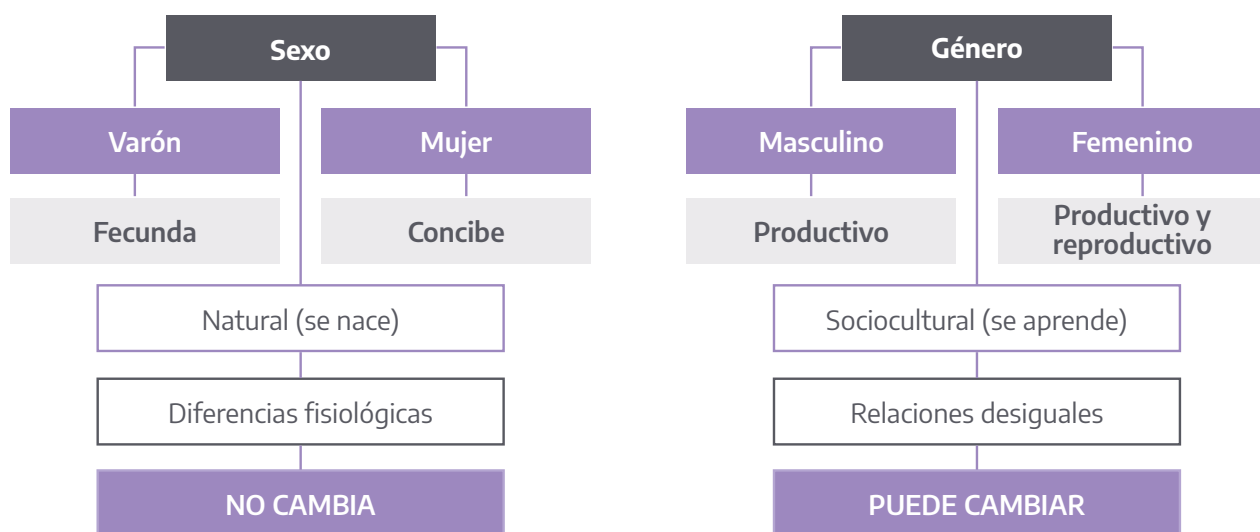 Sexo
Varón
Mujer
Fecunda
Concibe
Natural (se nace)
Diferencias fisiológicas
NO CAMBIA
Género
Masculino
Femenino
Productivo
Productivo y
reproductivo
Sociocultural (se aprende)
Relaciones desiguales
PUEDE CAMBIAR